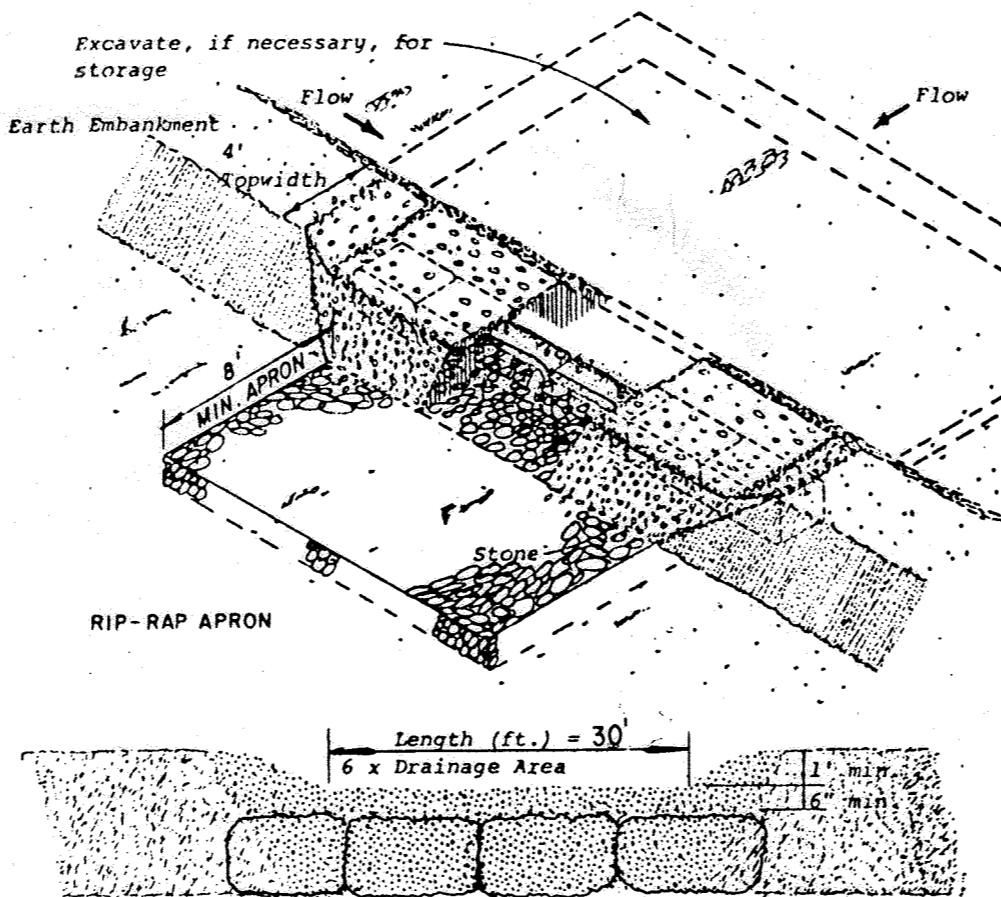 Excavate, if necessary, for
storage
Flow
Flow
Earth Embankment
4'
Topwidth
8'
MIN. APRON
Stone
RIP-RAP APRON
Length (ft.) = 30'
6 x Drainage Area
1' min.
6" min.